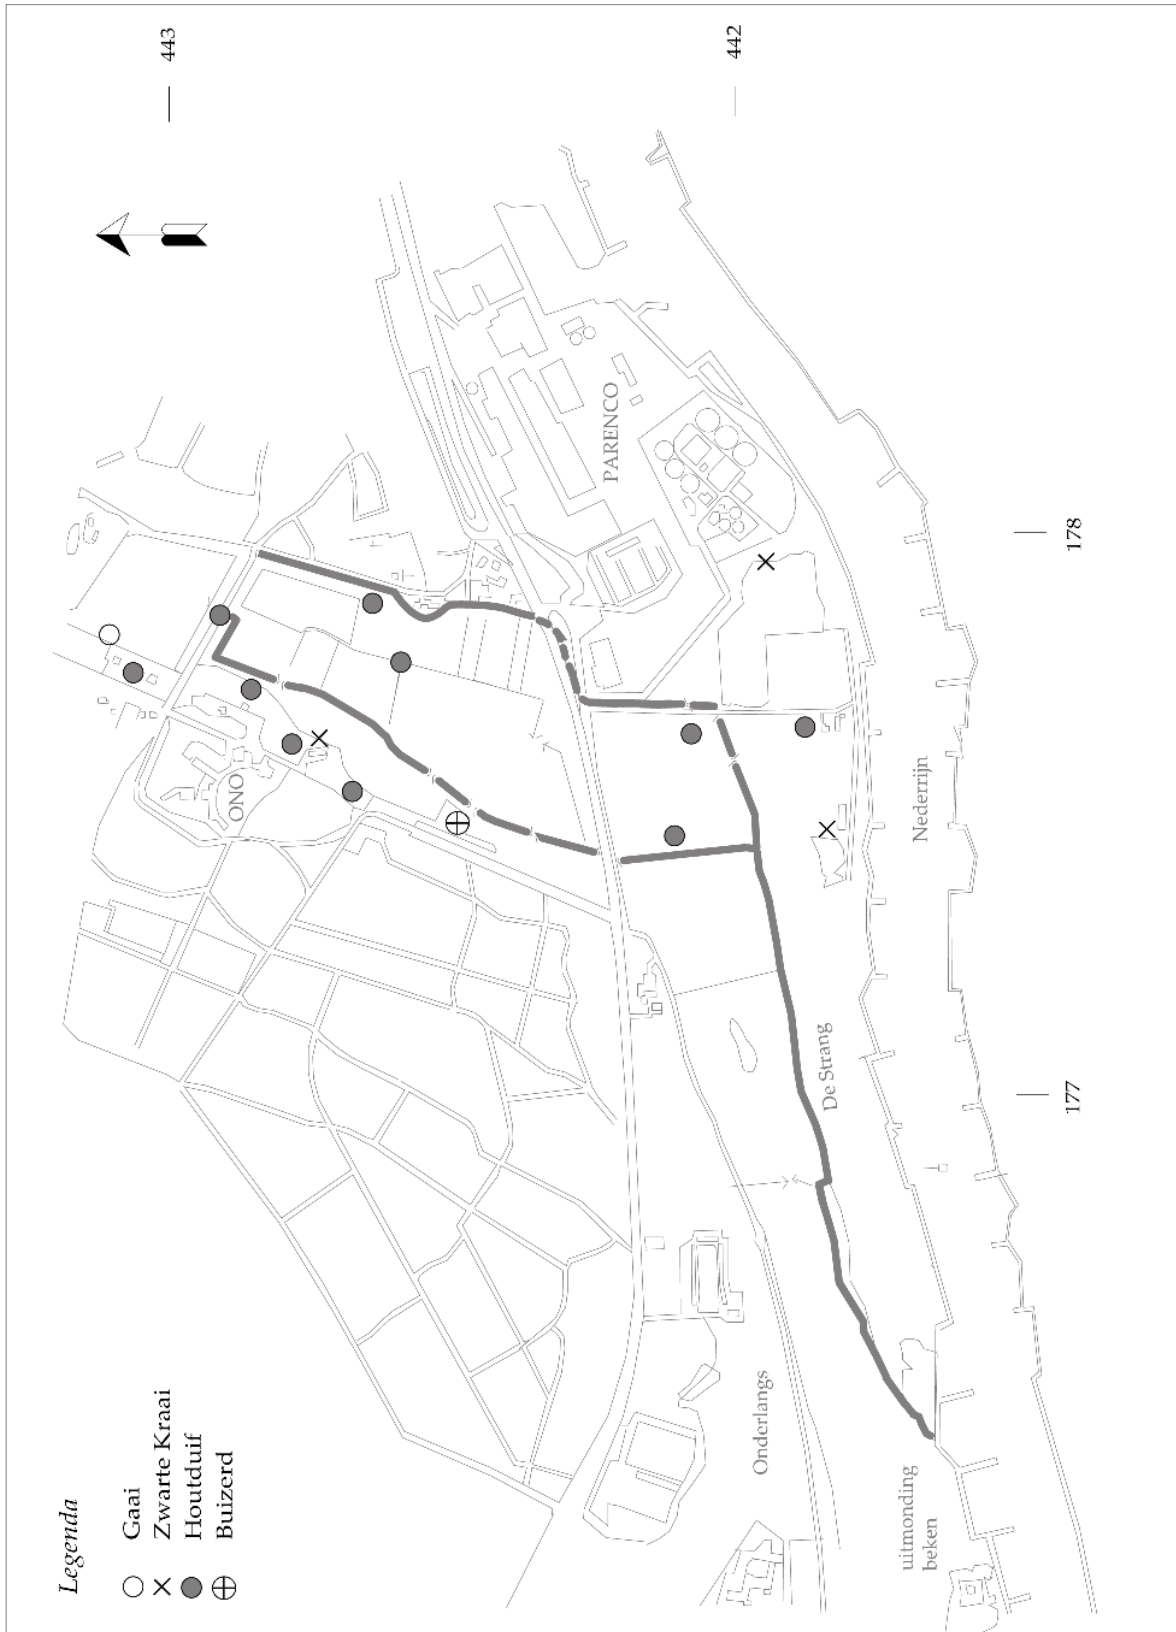 Legenda
Gaai
Zwarte Kraai
Houtduif
Buizerd
443
442
178
177
ONO
PARENCO
Nederrijn
De Strang
Onderlangs
uitmonding
beken